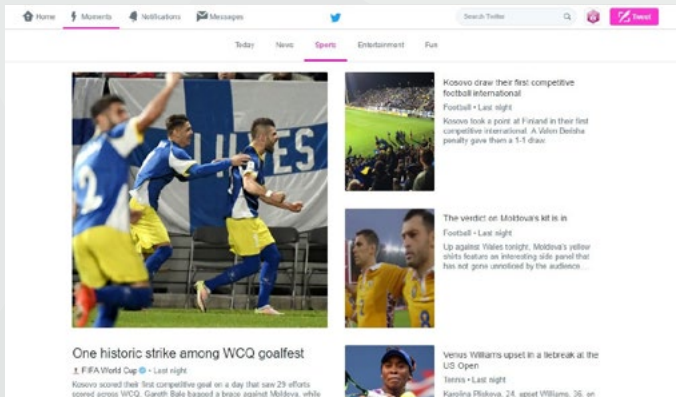 Home Moments Notifications Messages Search Twitter Tweet
Today News Sports Entertainment Fun
Kosovo draw their first competitive
football international
Football • Last night
Kosovo took a point at Finland in their first
competitive international. A Valon Berisha
penalty gave them a 1-1 draw.
The verdict on Moldova's kit is in
Football • Last night
Up against Wales tonight, Moldova's yellow
shirts feature an interesting side panel that
has not gone unnoticed by the audience...
One historic strike among WCQ goalfest
FIFA World Cup • Last night
Kosovo scored their first competitive goal on a day that saw 29 efforts
scored across WCQ. Gareth Bale bagged a brace against Moldova, while
Venus Williams upset in a tiebreak at the
US Open
Tennis • Last night
Karolina Pliskova, 24, upset Williams, 36, en